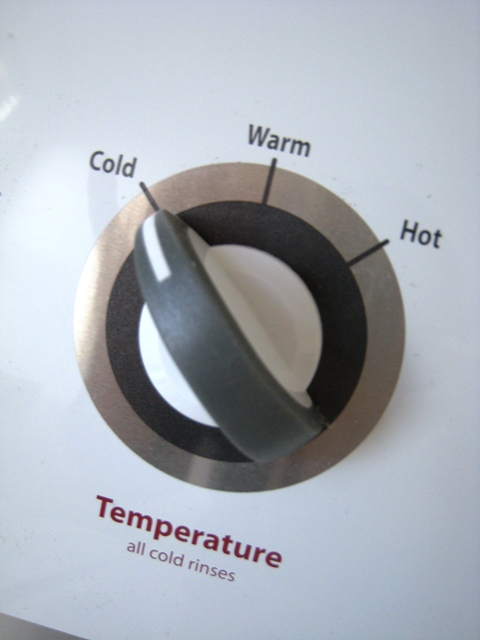 Cold
Warm
Hot
Temperature
all cold rinses